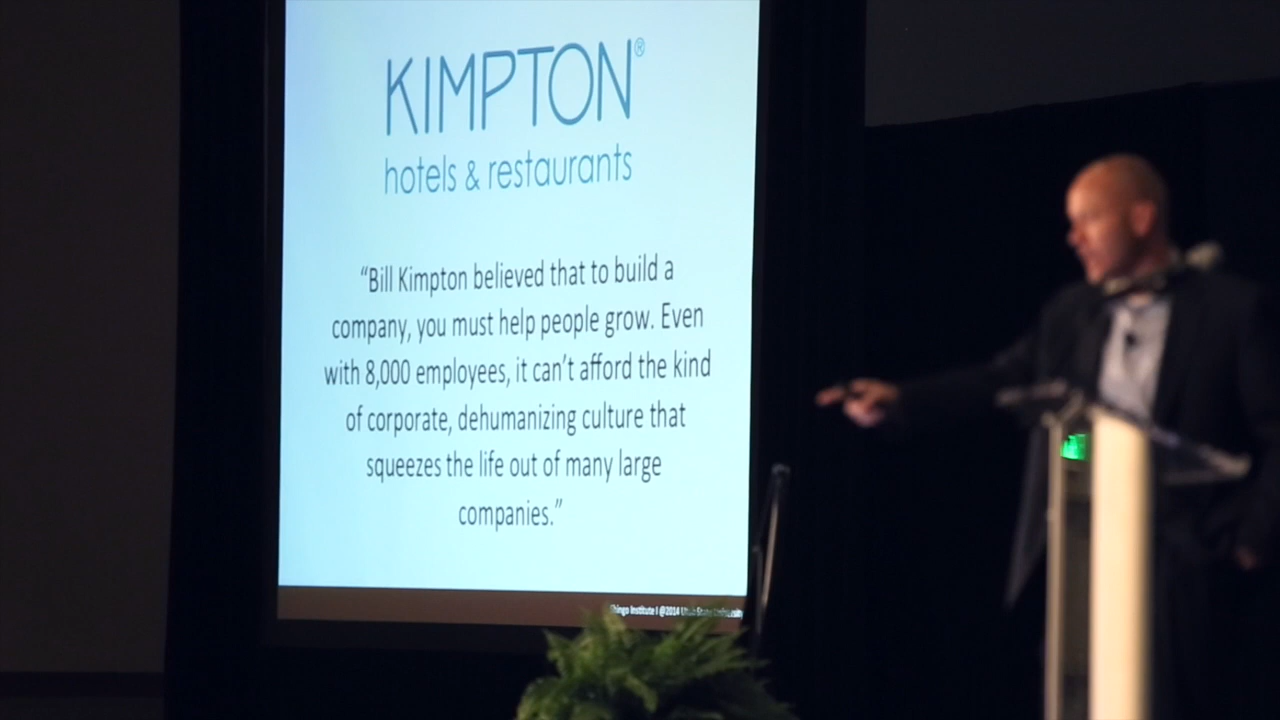 KIMPTON®
hotels & restaurants
“Bill Kimpton believed that to build a
company, you must help people grow. Even
with 8,000 employees, it can’t afford the kind
of corporate, dehumanizing culture that
squeezes the life out of many large
companies.”
Institute | @2014